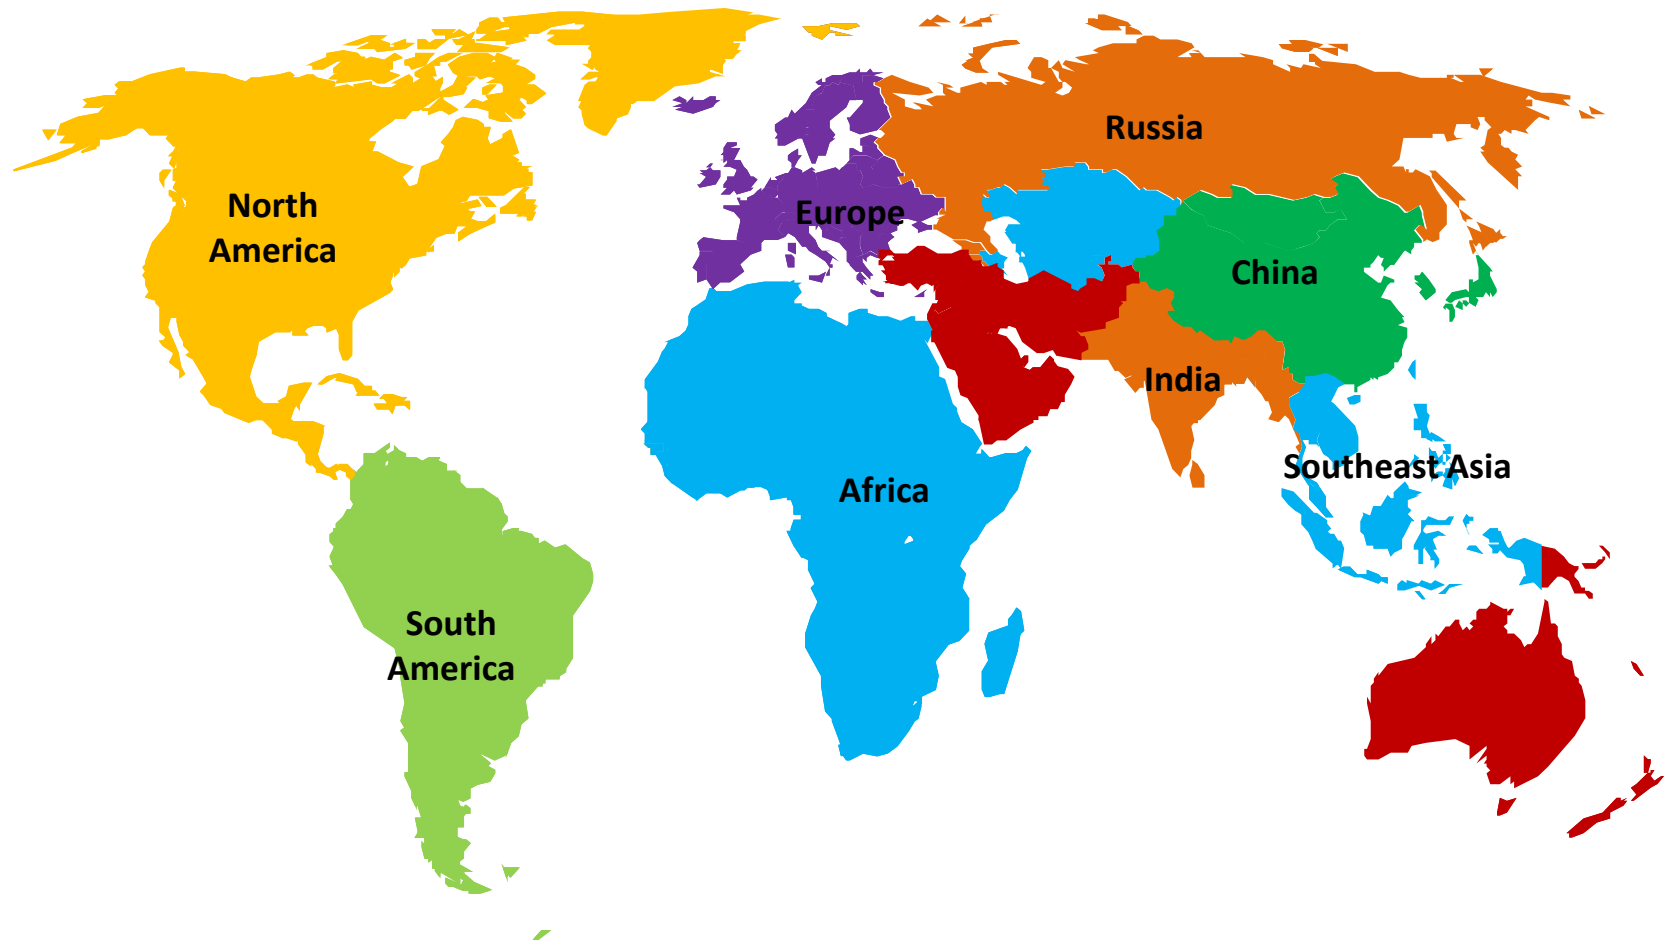 Russia
North
America
Europe
China
India
Southeast Asia
Africa
South
America